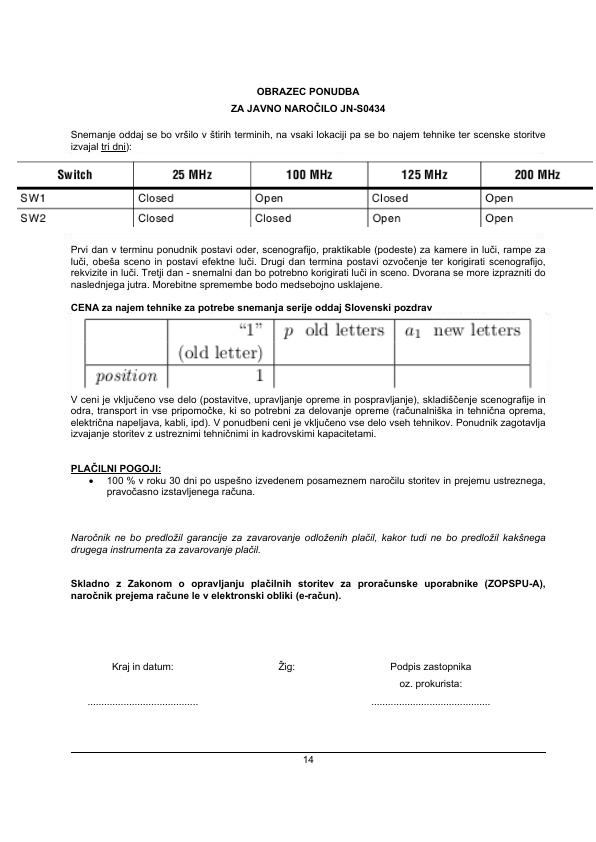 OBRAZEC PONUDBA
ZA JAVNO NAROČILO JN-S0434
Snemanje oddaj se bo vršilo v štirih terminih, na vsaki lokaciji pa se bo najem tehnike ter scenske storitve
izvajal tri dni):
Switch 25 MHz 100 MHz 125 MHz 200 MHz
SW1 Closed Open Closed Open
SW2 Closed Closed Open Open
Prvi dan v terminu ponudnik postavi oder, scenografijo, praktikable (podeste) za kamere in luči, rampe za
luči, obeša sceno in postavi efektne luči. Drugi dan termina postavi ozvočenje ter korigirati scenografijo,
rekvizite in luči. Tretji dan - snemalni dan bo potrebno korigirati luči in sceno. Dvorana se more izprazniti do
naslednjega jutra. Morebitne spremembe bodo medsebojno usklajene.
CENA za najem tehnike za potrebe snemanja serije oddaj Slovenski pozdrav
“1” p old letters a₁ new letters
(old letter)
position 1
V ceni je vključeno vse delo (postavitve, upravljanje opreme in pospravljanje), skladiščenje scenografije in
odra, transport in vse pripomočke, ki so potrebni za delovanje opreme (računalniška in tehnična oprema,
električna napeljava, kabli, ipd). V ponudbeni ceni je vključeno vse delo vseh tehnikov. Ponudnik zagotavlja
izvajanje storitev z ustreznimi tehničnimi in kadrovskimi kapacitetami.
PLAČILNI POGOJI:
• 100 % v roku 30 dni po uspešno izvedenem posameznem naročilu storitev in prejemu ustreznega,
pravočasno izstavljenega računa.
Naročnik ne bo predložil garancije za zavarovanje odloženih plačil, kakor tudi ne bo predložil kakšnega
drugega instrumenta za zavarovanje plačil.
Skladno z Zakonom o opravljanju plačilnih storitev za proračunske uporabnike (ZOPSPU-A),
naročnik prejema račune le v elektronski obliki (e-račun).
Kraj in datum: Žig: Podpis zastopnika
oz. prokurista:
........................................ ...........................................
14